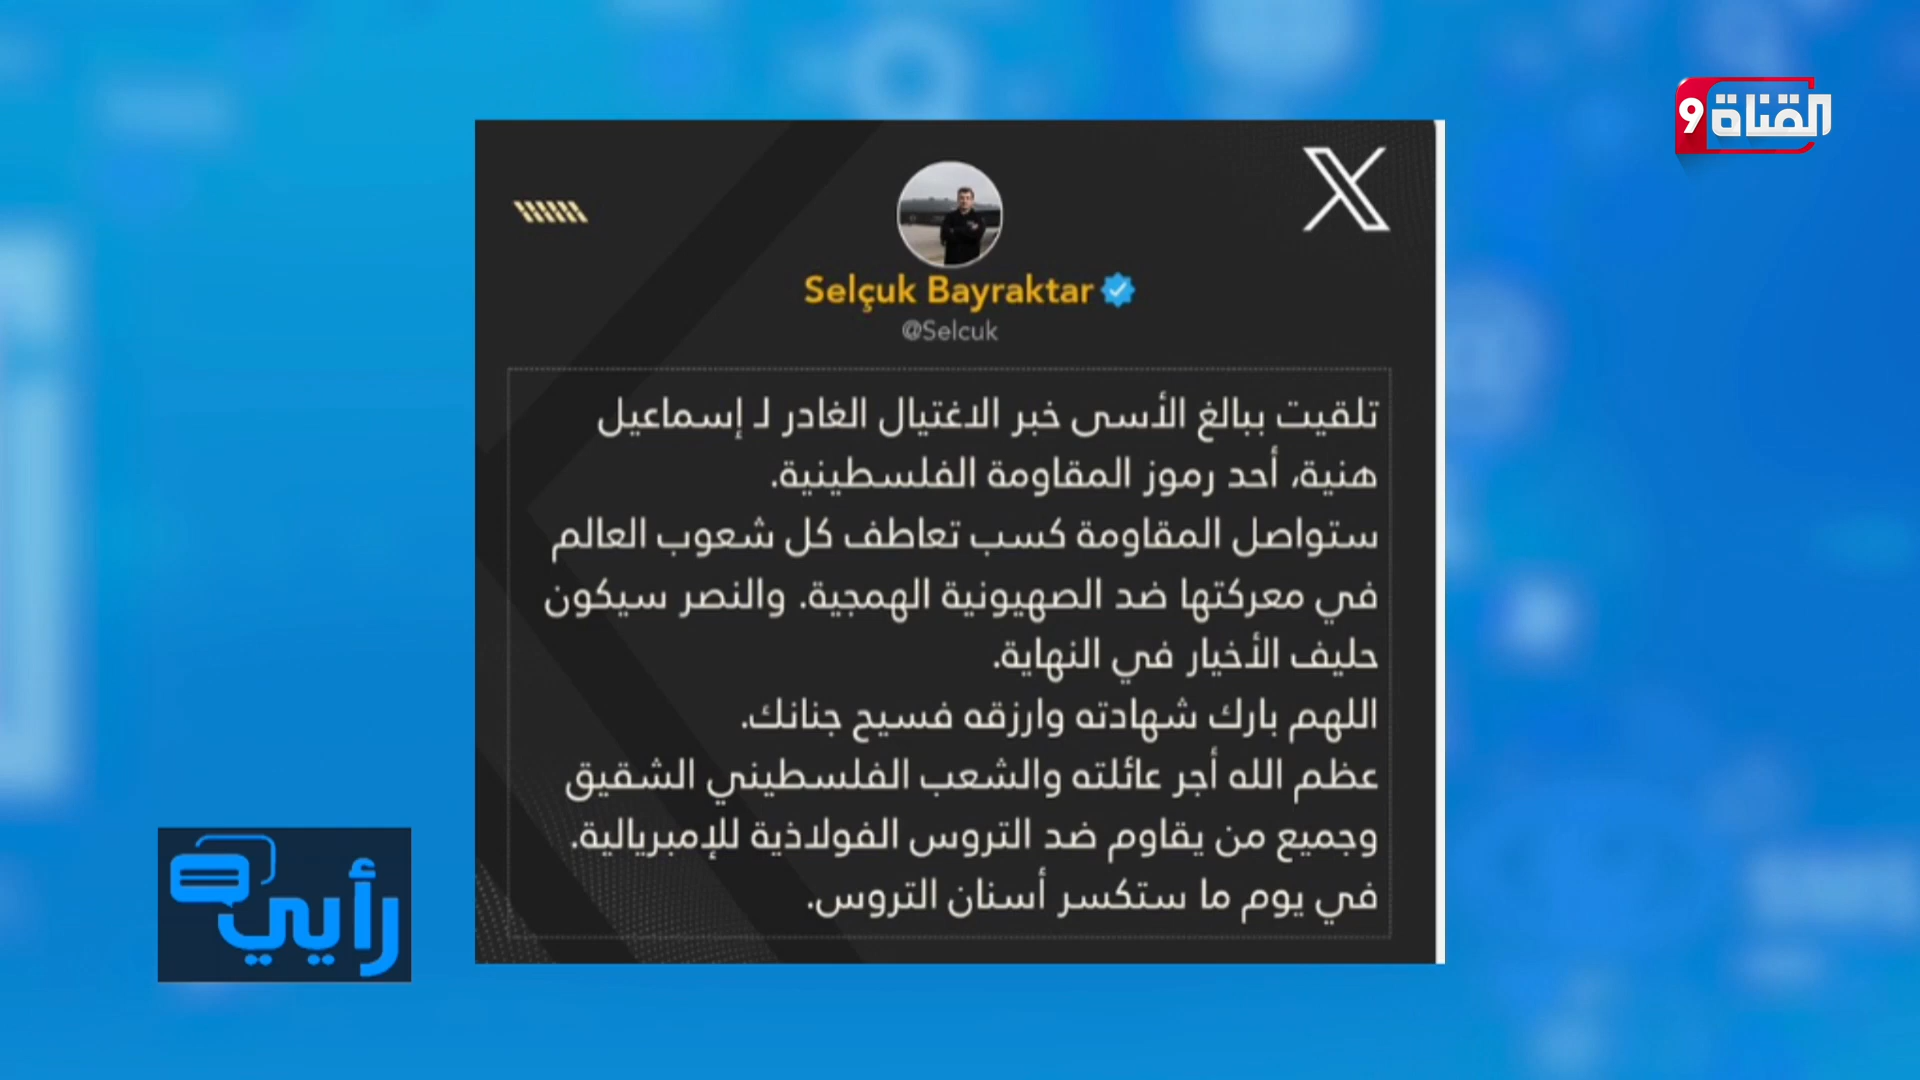 القناة 9
X
Selçuk Bayraktar
@Selcuk
تلقيت ببالغ الأسى خبر الاغتيال الغادر لـ إسماعيل
هنية، أحد رموز المقاومة الفلسطينية.
ستواصل المقاومة كسب تعاطف كل شعوب العالم
في معركتها ضد الصهيونية الهمجية. والنصر سيكون
حليف الأخيار في النهاية.
اللهم بارك شهادته وارزقه فسيح جنانك.
عظم الله أجر عائلته والشعب الفلسطيني الشقيق
وجميع من يقاوم ضد التروس الفولاذية للإمبريالية.
في يوم ما ستكسر أسنان التروس.
رأيي